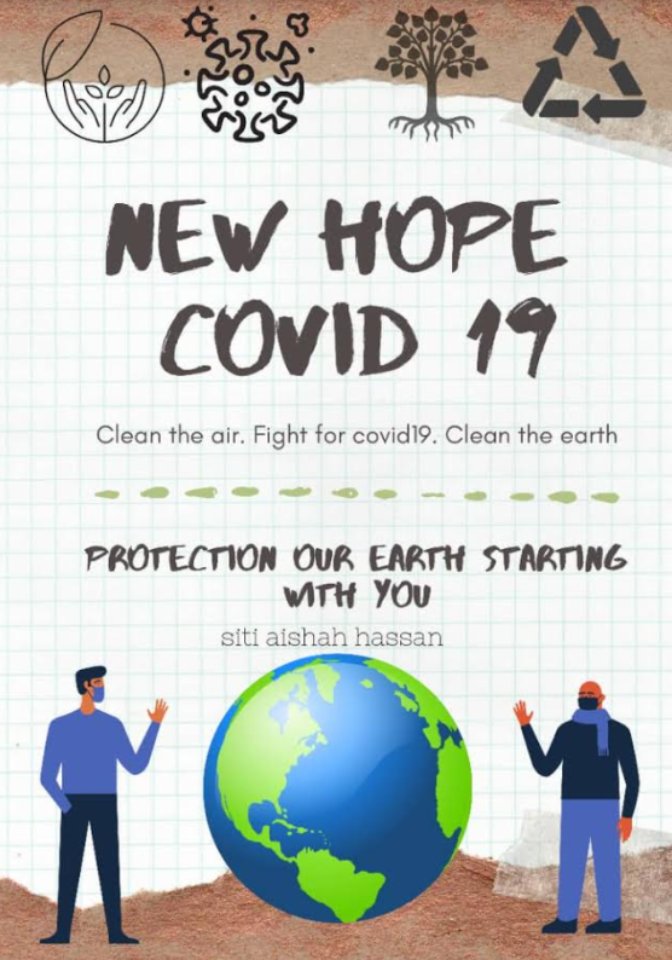 NEW HOPE
COVID 19
Clean the air. Fight for covid19. Clean the earth
PROTECTION OUR EARTH STARTING
WITH YOU
siti aishah hassan